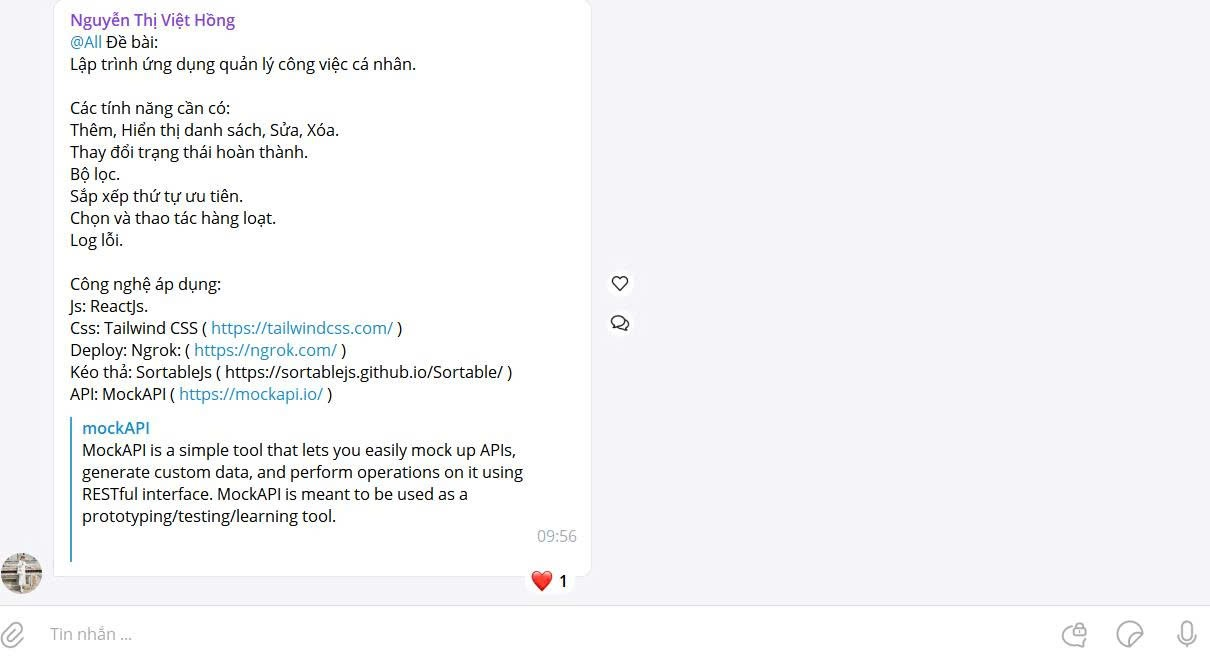 Nguyễn Thị Việt Hồng
@All Đề bài:
Lập trình ứng dụng quản lý công việc cá nhân.
Các tính năng cần có:
Thêm, Hiển thị danh sách, Sửa, Xóa.
Thay đổi trạng thái hoàn thành.
Bộ lọc.
Sắp xếp thứ tự ưu tiên.
Chọn và thao tác hàng loạt.
Log lỗi.
Công nghệ áp dụng:
Js: ReactJs.
Css: Tailwind CSS ( https://tailwindcss.com/ )
Deploy: Ngrok: ( https://ngrok.com/ )
Kéo thả: SortableJs ( https://sortablejs.github.io/Sortable/ )
API: MockAPI ( https://mockapi.io/ )
mockAPI
MockAPI is a simple tool that lets you easily mock up APIs,
generate custom data, and perform operations on it using
RESTful interface. MockAPI is meant to be used as a
prototyping/testing/learning tool.
09:56
1
Tin nhắn ...